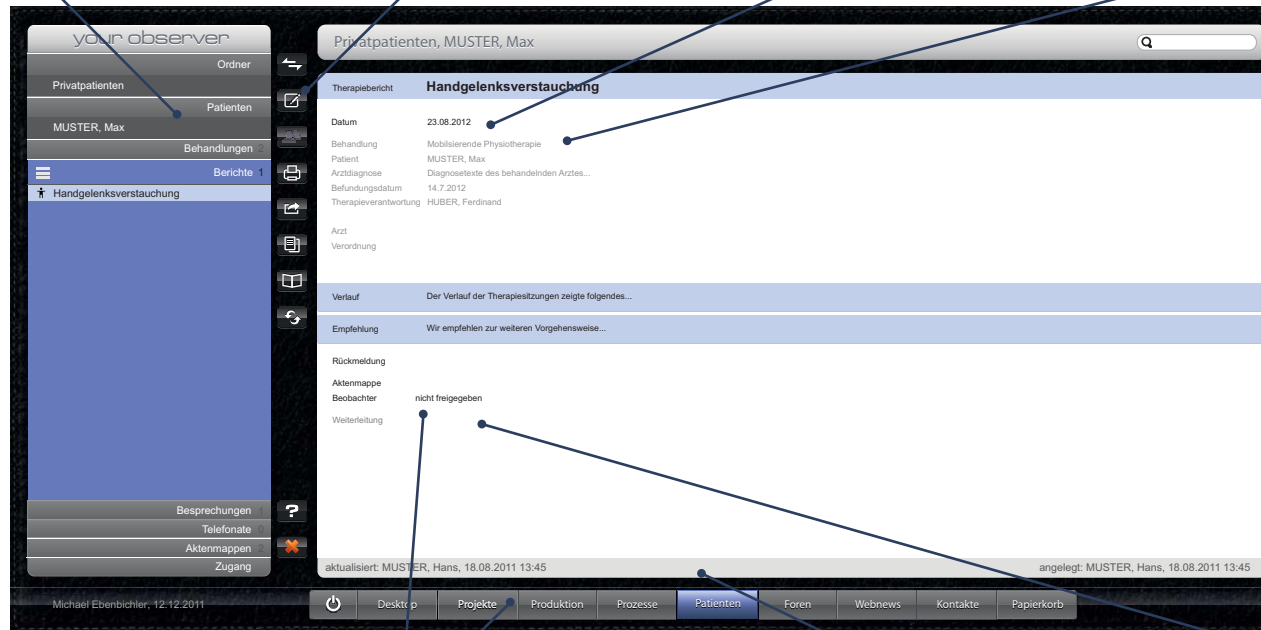 your observer
Ordner
Privatpatienten
Patienten
MUSTER, Max
Behandlungen 2
Berichte 1
Handgelenksverstauchung
Besprechungen 1
Telefonate 0
Aktenmappen 2
Zugang
Michael Ebenbichler, 12.12.2011
?
Privatpatienten, MUSTER, Max
Therapiebericht Handgelenksverstauchung
Datum 23.08.2012
Behandlung Mobilsierende Physiotherapie
Patient MUSTER, Max
Arztdiagnose Diagnosetexte des behandelnden Arztes...
Befundungsdatum 14.7.2012
Therapieverantwortung HUBER, Ferdinand
Arzt
Verordnung
Verlauf Der Verlauf der Therapiesitzungen zeigte folgendes...
Empfehlung Wir empfehlen zur weiteren Vorgehensweise...
Rückmeldung
Aktenmappe
Beobachter nicht freigegeben
Weiterleitung
aktualisiert: MUSTER, Hans, 18.08.2011 13:45 angelegt: MUSTER, Hans, 18.08.2011 13:45
Desktop Projekte Produktion Prozesse Patienten Foren Webnews Kontakte Papierkorb